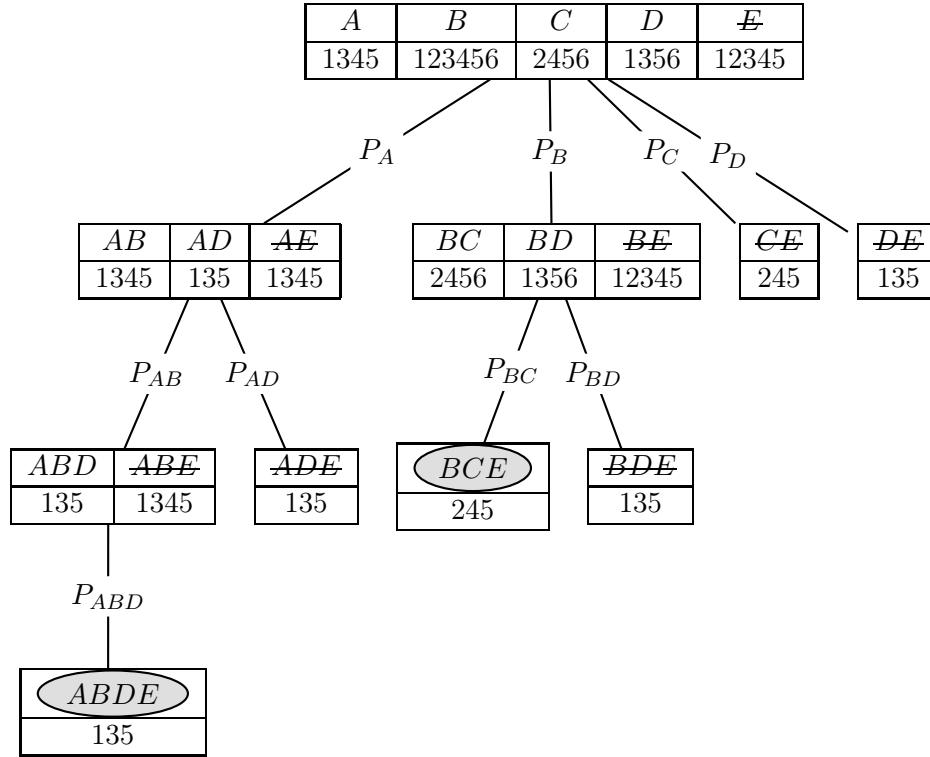 A B C D E
1345 123456 2456 1356 12345
P_A P_B P_C P_D
AB AD AE BC BD BE CE DE
1345 135 1345 2456 1356 12345 245 135
P_AB P_AD P_BC P_BD
ABD ABE ADE BCE BDE
135 1345 135 245 135
P_ABD
ABDE
135